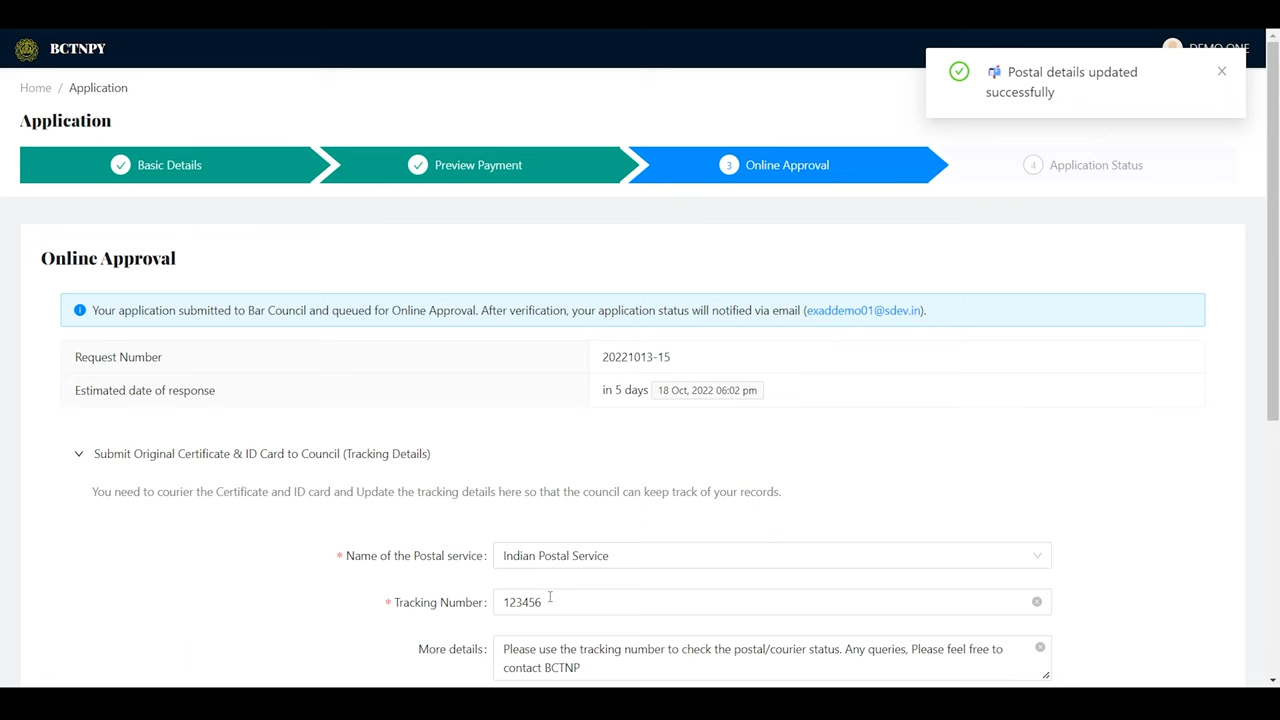 BCTNPY
DEMO ONE
📬 Postal details updated
successfully
Home / Application
Application
Basic Details
Preview Payment
3 Online Approval
4 Application Status
Online Approval
Your application submitted to Bar Council and queued for Online Approval. After verification, your application status will notified via email (exaddemo01@sdev.in).
Request Number 20221013-15
Estimated date of response in 5 days 18 Oct, 2022 06:02 pm
Submit Original Certificate & ID Card to Council (Tracking Details)
You need to courier the Certificate and ID card and Update the tracking details here so that the council can keep track of your records.
* Name of the Postal service: Indian Postal Service
* Tracking Number: 123456
More details: Please use the tracking number to check the postal/courier status. Any queries, Please feel free to
contact BCTNP